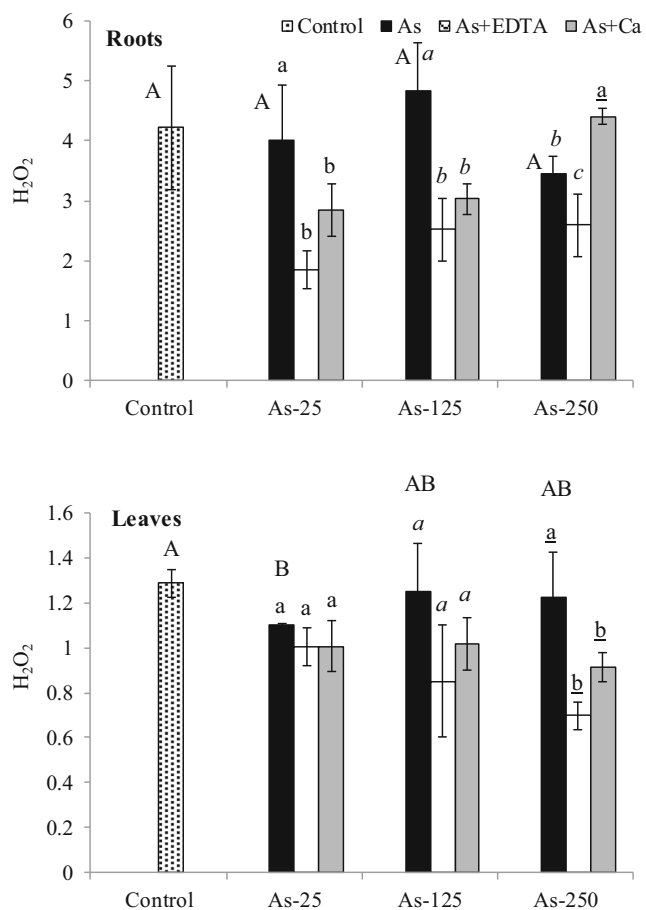 Roots
Control As As+EDTA As+Ca
6
5
4
3
2
1
0
H₂O₂
A
A a b b
A a b b
A b c a
Control As-25 As-125 As-250
Leaves
1.6
1.4
1.2
1
0.8
0.6
0.4
0.2
0
H₂O₂
A
B
a a a
AB
a a a
AB
a b b
Control As-25 As-125 As-250